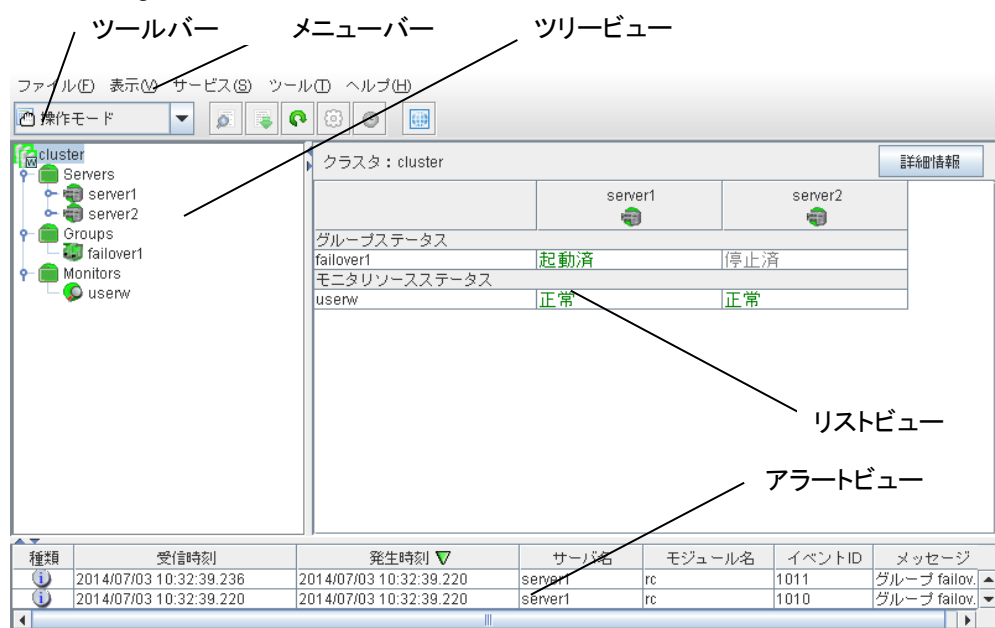 ツールバー メニューバー ツリービュー
ファイル(F) 表示(V) サービス(S) ツール(T) ヘルプ(H)
操作モード
cluster
Servers
server1
server2
Groups
failover1
Monitors
userw
クラスタ : cluster 詳細情報
server1 server2
グループステータス
failover1 起動済 停止済
モニタリソースステータス
userw 正常 正常
リストビュー
アラートビュー
種類 受信時刻 発生時刻 サーバ名 モジュール名 イベントID メッセージ
2014/07/03 10:32:39.236 2014/07/03 10:32:39.220 server1 rc 1011 グループ failov.
2014/07/03 10:32:39.220 2014/07/03 10:32:39.220 server1 rc 1010 グループ failov.